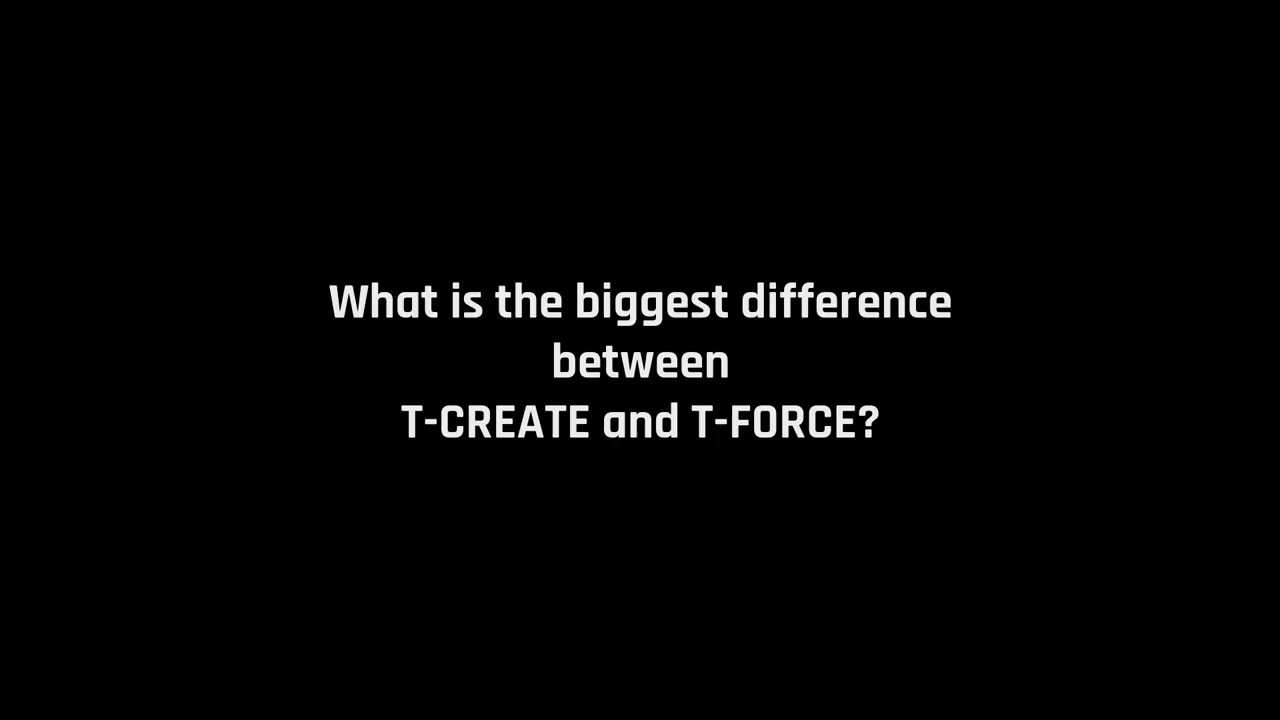 What is the biggest difference
between
T-CREATE and T-FORCE?